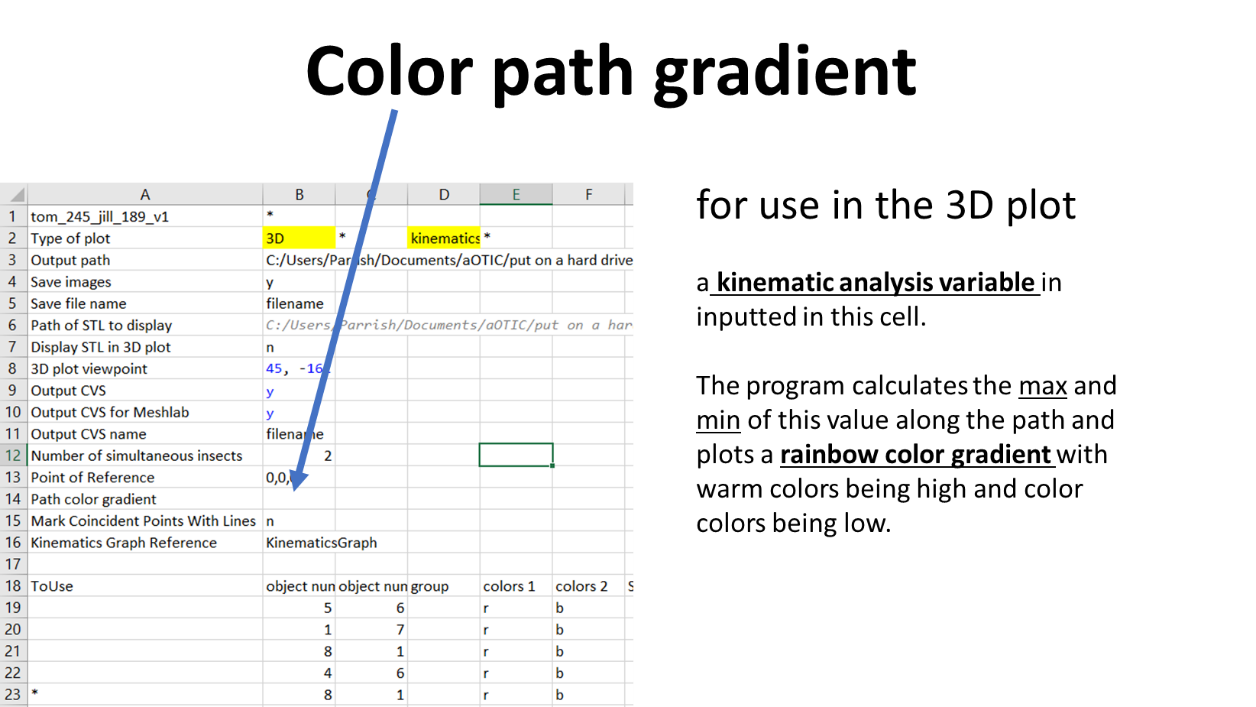 Color path gradient
A B C D E F
1 tom_245_jill_189_v1 *
2 Type of plot 3D * kinematics *
3 Output path C:/Users/Parrish/Documents/aOTIC/put on a hard drive
4 Save images y
5 Save file name filename
6 Path of STL to display C:/Users/Parrish/Documents/aOTIC/put on a har
7 Display STL in 3D plot n
8 3D plot viewpoint 45, -16
9 Output CVS y
10 Output CVS for Meshlab y
11 Output CVS name filename
12 Number of simultaneous insects 2
13 Point of Reference 0,0,
14 Path color gradient
15 Mark Coincident Points With Lines n
16 Kinematics Graph Reference KinematicsGraph
17
18 ToUse object nun object nun group colors 1 colors 2 S
19 5 6 r b
20 1 7 r b
21 8 1 r b
22 4 6 r b
23 * 8 1 r b
for use in the 3D plot
a kinematic analysis variable in
inputted in this cell.
The program calculates the max and
min of this value along the path and
plots a rainbow color gradient with
warm colors being high and color
colors being low.